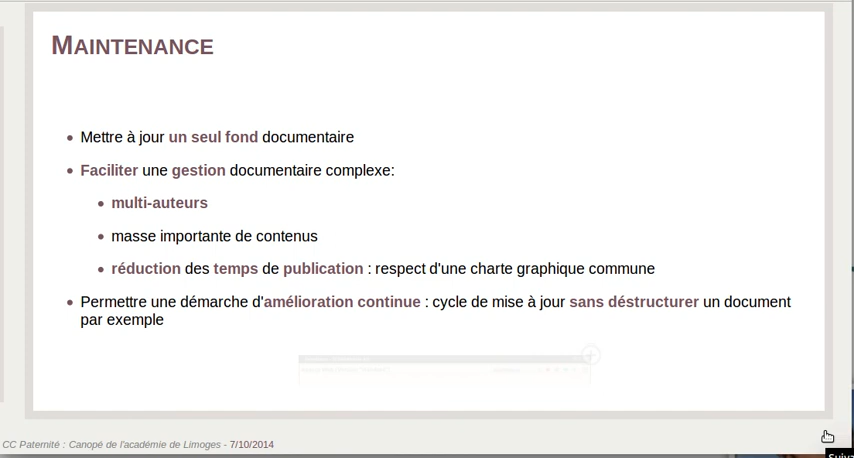 MAINTENANCE
Mettre à jour un seul fond documentaire
Faciliter une gestion documentaire complexe:
multi-auteurs
masse importante de contenus
réduction des temps de publication : respect d'une charte graphique commune
Permettre une démarche d'amélioration continue : cycle de mise à jour sans déstructurer un document
par exemple
CC Paternité : Canopé de l'académie de Limoges - 7/10/2014